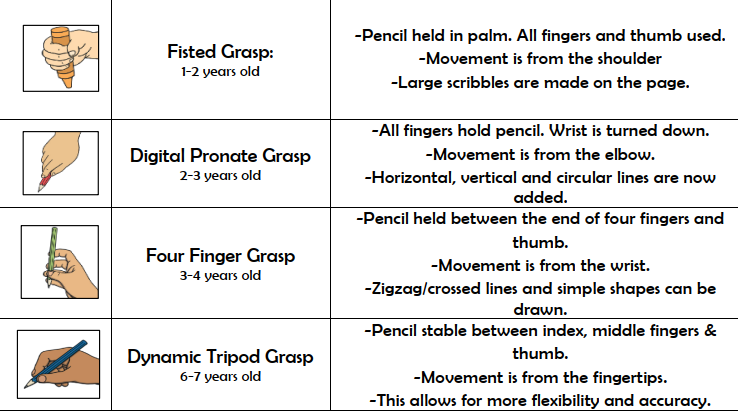 Fisted Grasp:
1-2 years old
-Pencil held in palm. All fingers and thumb used.
-Movement is from the shoulder
-Large scribbles are made on the page.
Digital Pronate Grasp
2-3 years old
-All fingers hold pencil. Wrist is turned down.
-Movement is from the elbow.
-Horizontal, vertical and circular lines are now
added.
Four Finger Grasp
3-4 years old
-Pencil held between the end of four fingers and
thumb.
-Movement is from the wrist.
-Zigzag/crossed lines and simple shapes can be
drawn.
Dynamic Tripod Grasp
6-7 years old
-Pencil stable between index, middle fingers &
thumb.
-Movement is from the fingertips.
-This allows for more flexibility and accuracy.